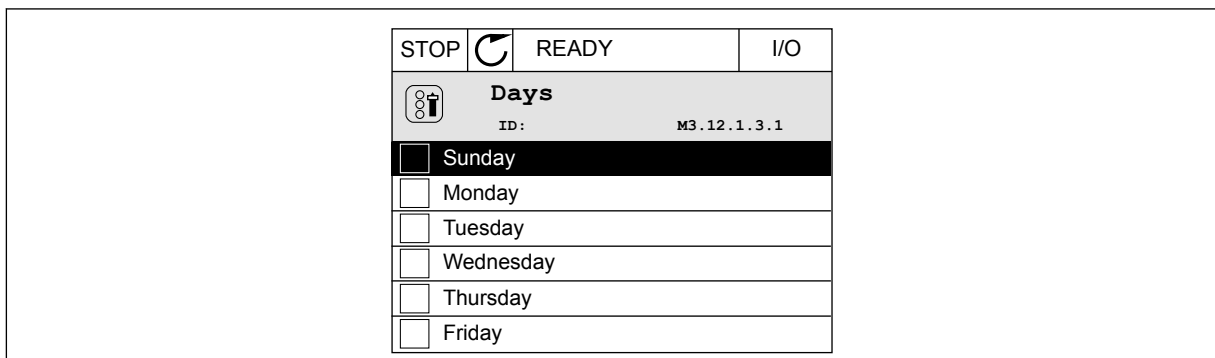 STOP READY I/O
Days
ID: M3.12.1.3.1
Sunday
Monday
Tuesday
Wednesday
Thursday
Friday